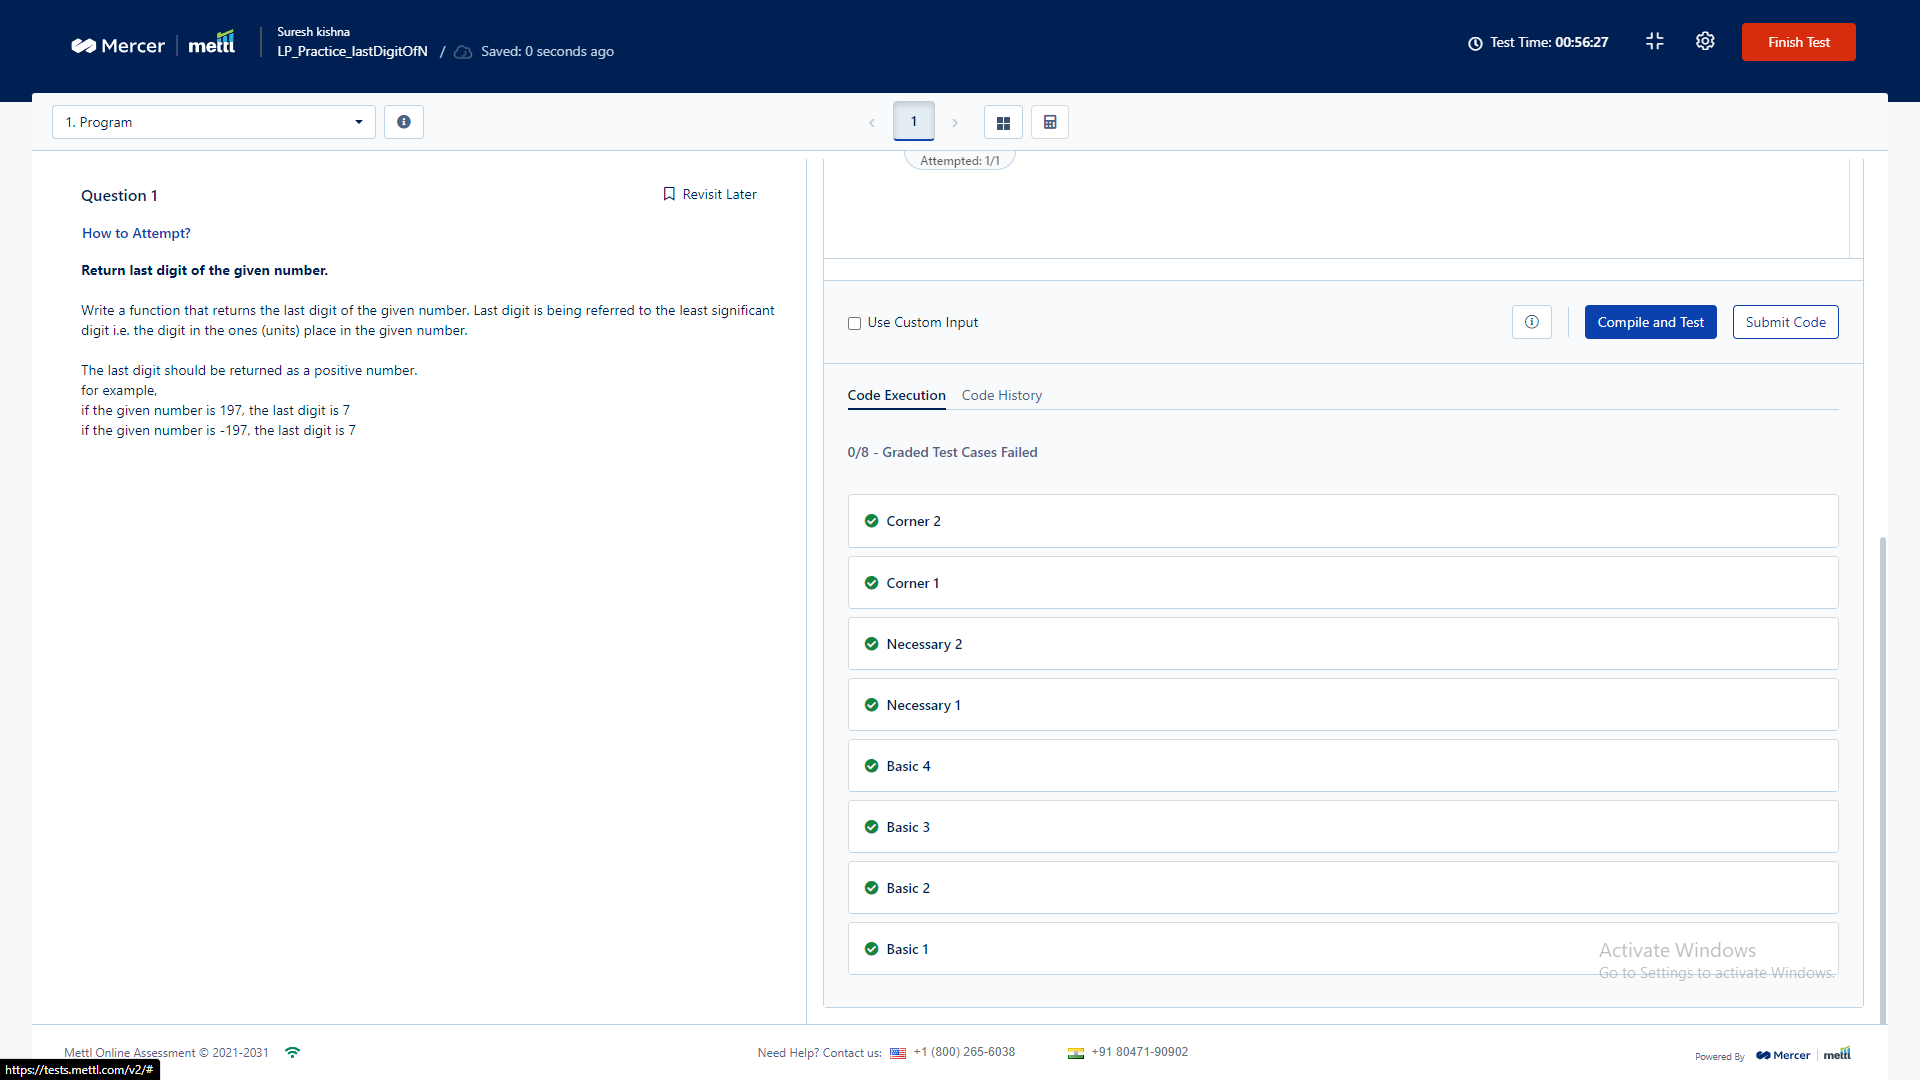 Mercer
mettl
Suresh kishna
LP_Practice_lastDigitOfN / Saved: 0 seconds ago
Test Time: 00:56:27
Finish Test
1. Program
1
Attempted: 1/1
Question 1
Revisit Later
How to Attempt?
Return last digit of the given number.
Write a function that returns the last digit of the given number. Last digit is being referred to the least significant
digit i.e. the digit in the ones (units) place in the given number.
The last digit should be returned as a positive number.
for example,
if the given number is 197, the last digit is 7
if the given number is -197, the last digit is 7
Use Custom Input
Compile and Test
Submit Code
Code Execution
Code History
0/8 - Graded Test Cases Failed
Corner 2
Corner 1
Necessary 2
Necessary 1
Basic 4
Basic 3
Basic 2
Basic 1
Activate Windows
Go to Settings to activate Windows.
Mettl Online Assessment © 2021-2031
Need Help? Contact us: +1 (800) 265-6038
+91 80471-90902
Powered By Mercer mettl
https://tests.mettl.com/v2/#